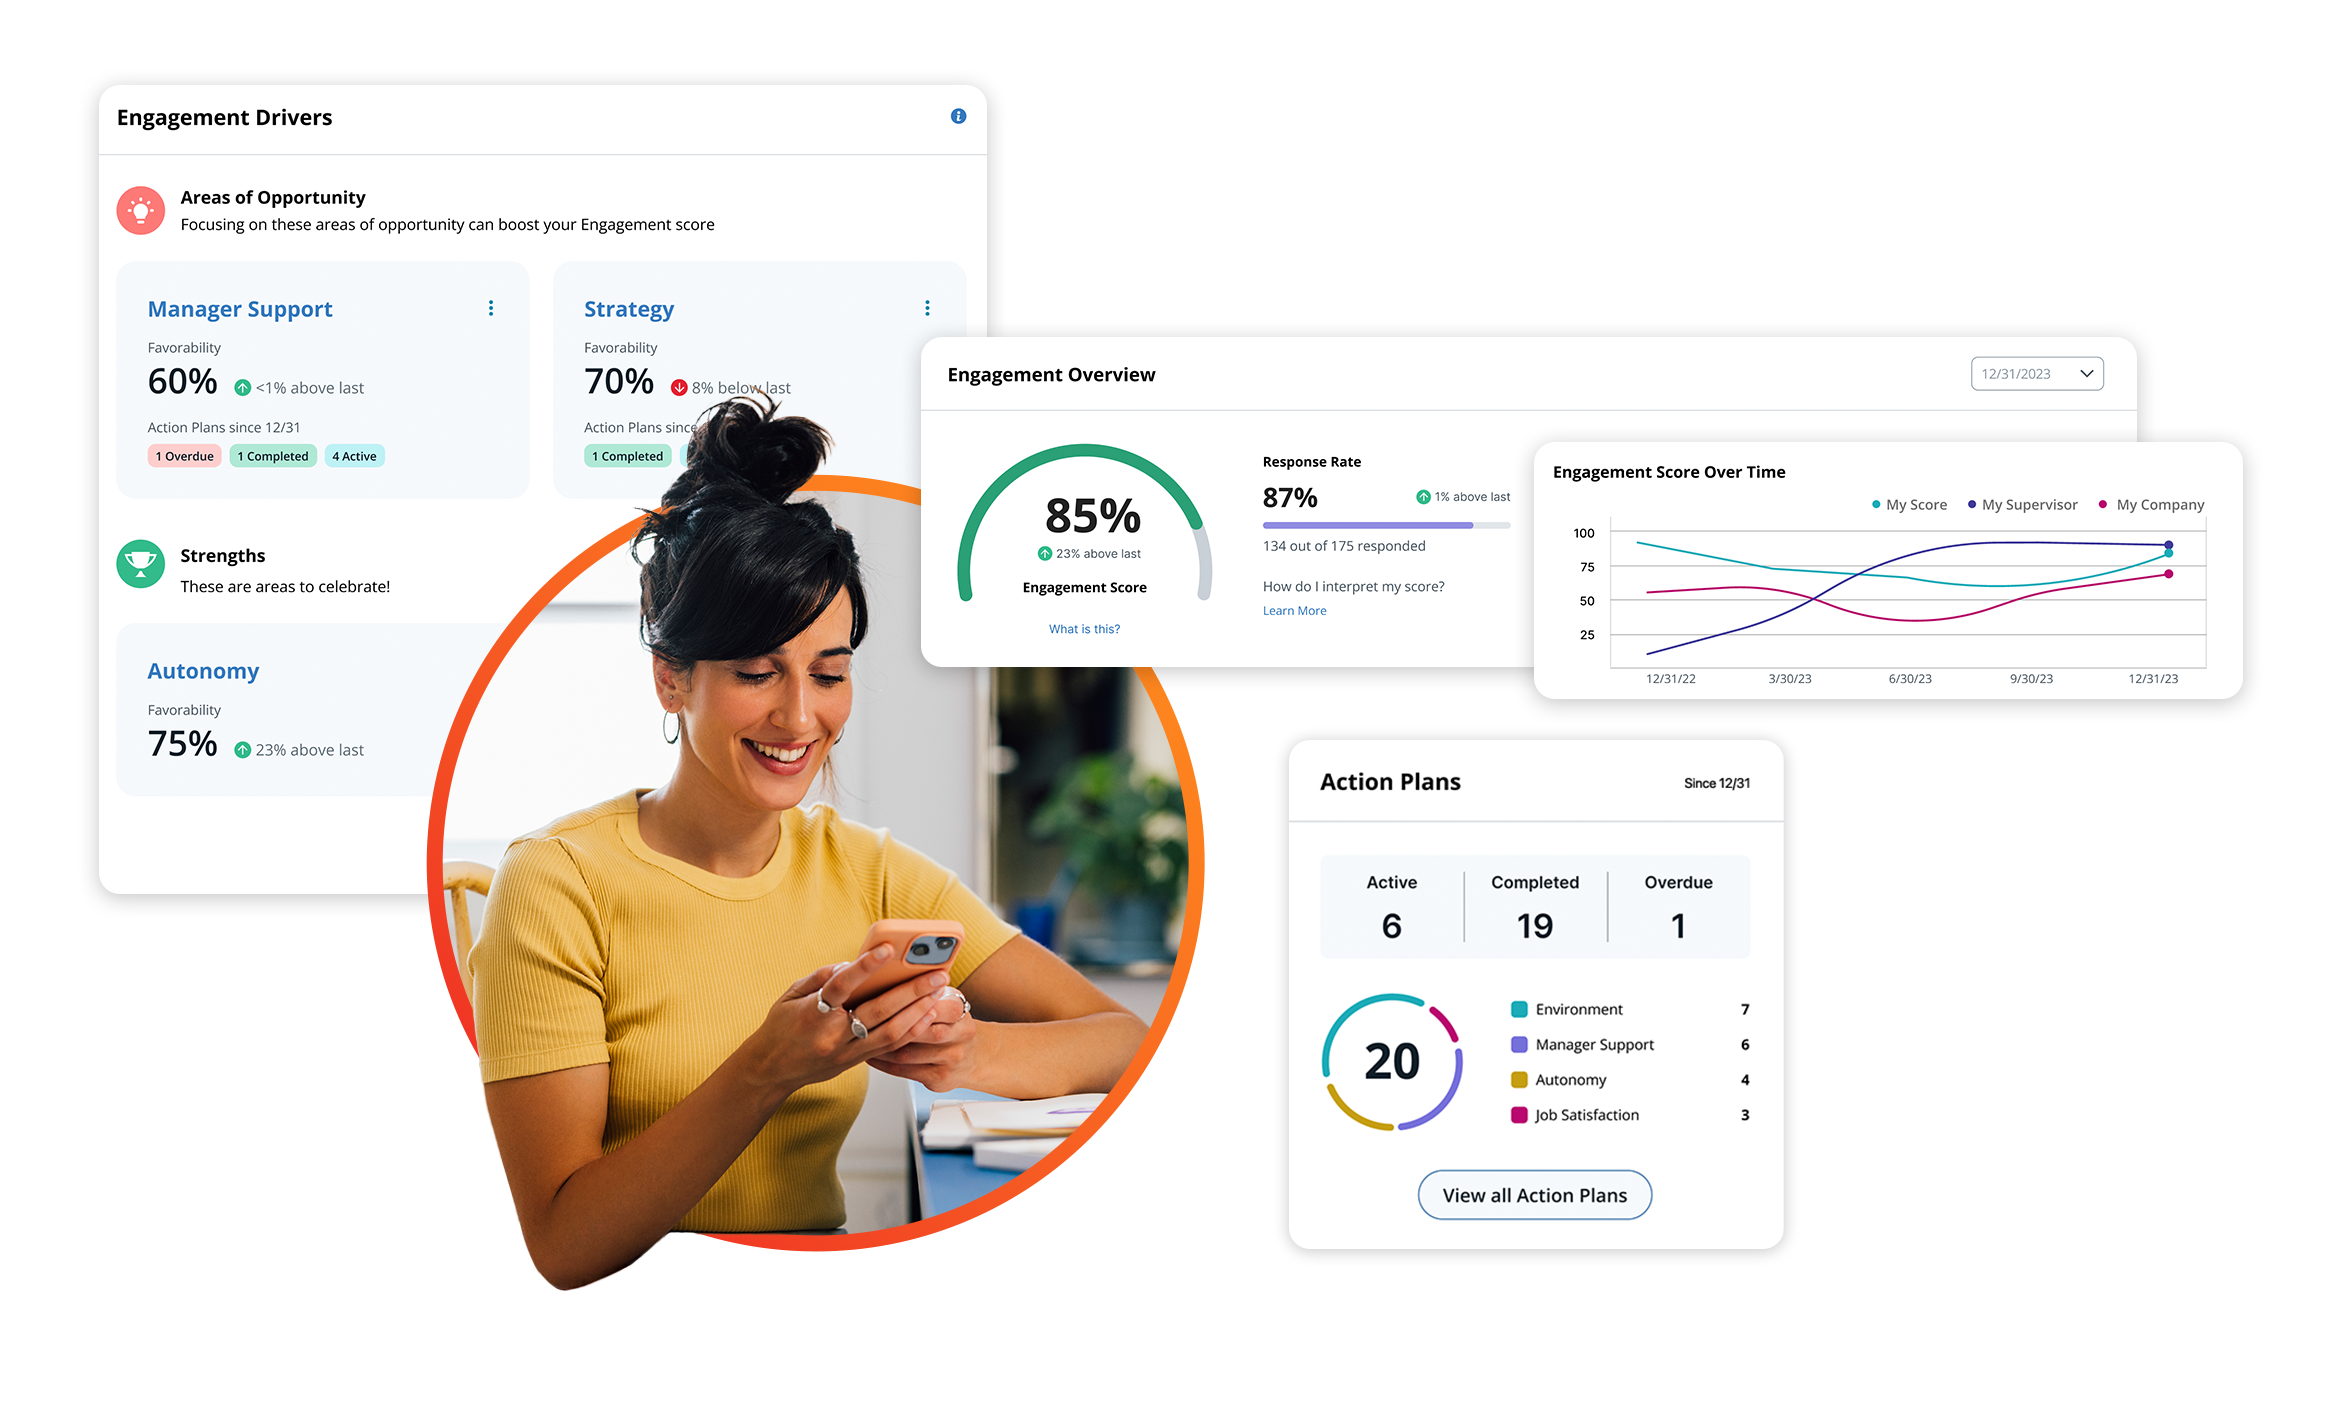 Engagement Drivers
Areas of Opportunity
Focusing on these areas of opportunity can boost your Engagement score
Manager Support
Favorability
60% <1% above last
Action Plans since 12/31
1 Overdue 1 Completed 4 Active
Strategy
Favorability
70% 8% below last
Action Plans since
1 Completed
Strengths
These are areas to celebrate!
Autonomy
Favorability
75% 23% above last
Engagement Overview
12/31/2023
85%
23% above last
Engagement Score
What is this?
Response Rate
87% 1% above last
134 out of 175 responded
How do I interpret my score?
Learn More
Engagement Score Over Time
My Score My Supervisor My Company
100
75
50
25
12/31/22 3/30/23 6/30/23 9/30/23 12/31/23
Action Plans Since 12/31
Active Completed Overdue
6 19 1
20
Environment 7
Manager Support 6
Autonomy 4
Job Satisfaction 3
View all Action Plans